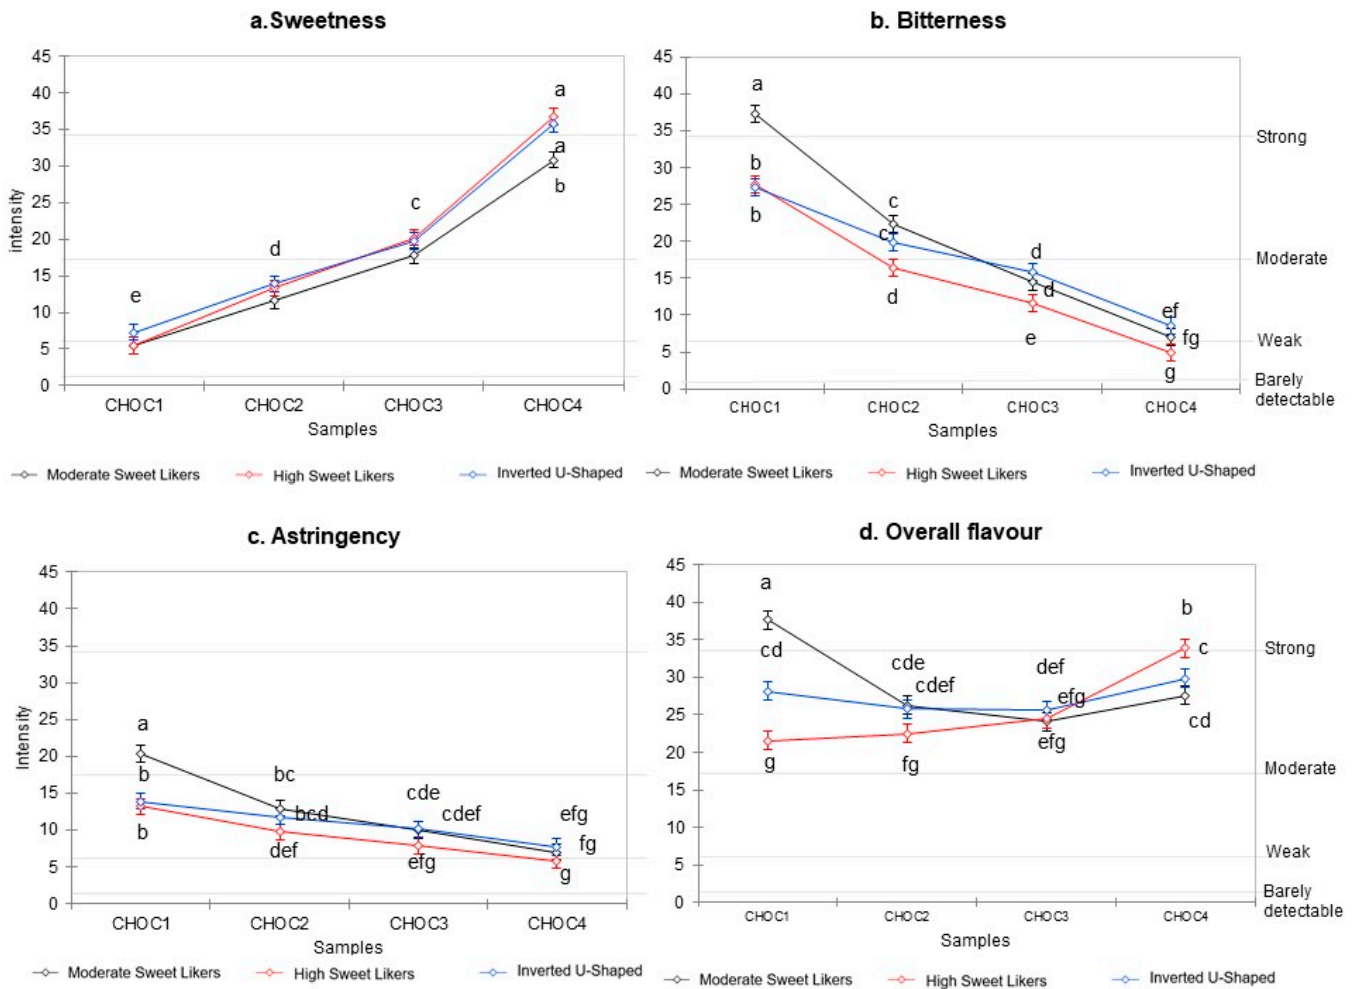 a.Sweetness
45
40
35
30
25
20
15
10
5
0
intensity
a
a
b
c
d
e
CHOC1 CHOC2 CHOC3 CHOC4
Samples
Moderate Sweet Likers High Sweet Likers Inverted U-Shaped
b. Bitterness
45
40
35
30
25
20
15
10
5
0
a
b
b
c
c
d
d
d
e
ef
fg
g
Strong
Moderate
Weak
Barely
detectable
CHOC1 CHOC2 CHOC3 CHOC4
Samples
Moderate Sweet Likers High Sweet Likers Inverted U-Shaped
c. Astringency
45
40
35
30
25
20
15
10
5
0
Intensity
a
b
b
bc
bcd
def
cde
cdef
efg
efg
fg
g
CHOC1 CHOC2 CHOC3 CHOC4
Samples
Moderate Sweet Likers High Sweet Likers Inverted U-Shaped
d. Overall flavour
45
40
35
30
25
20
15
10
5
0
a
cd
g
cde
cdef
fg
def
efg
efg
b
c
cd
Strong
Moderate
Weak
Barely
detectable
CHOC1 CHOC2 CHOC3 CHOC4
Samples
Moderate Sweet Likers High Sweet Likers Inverted U-Shaped